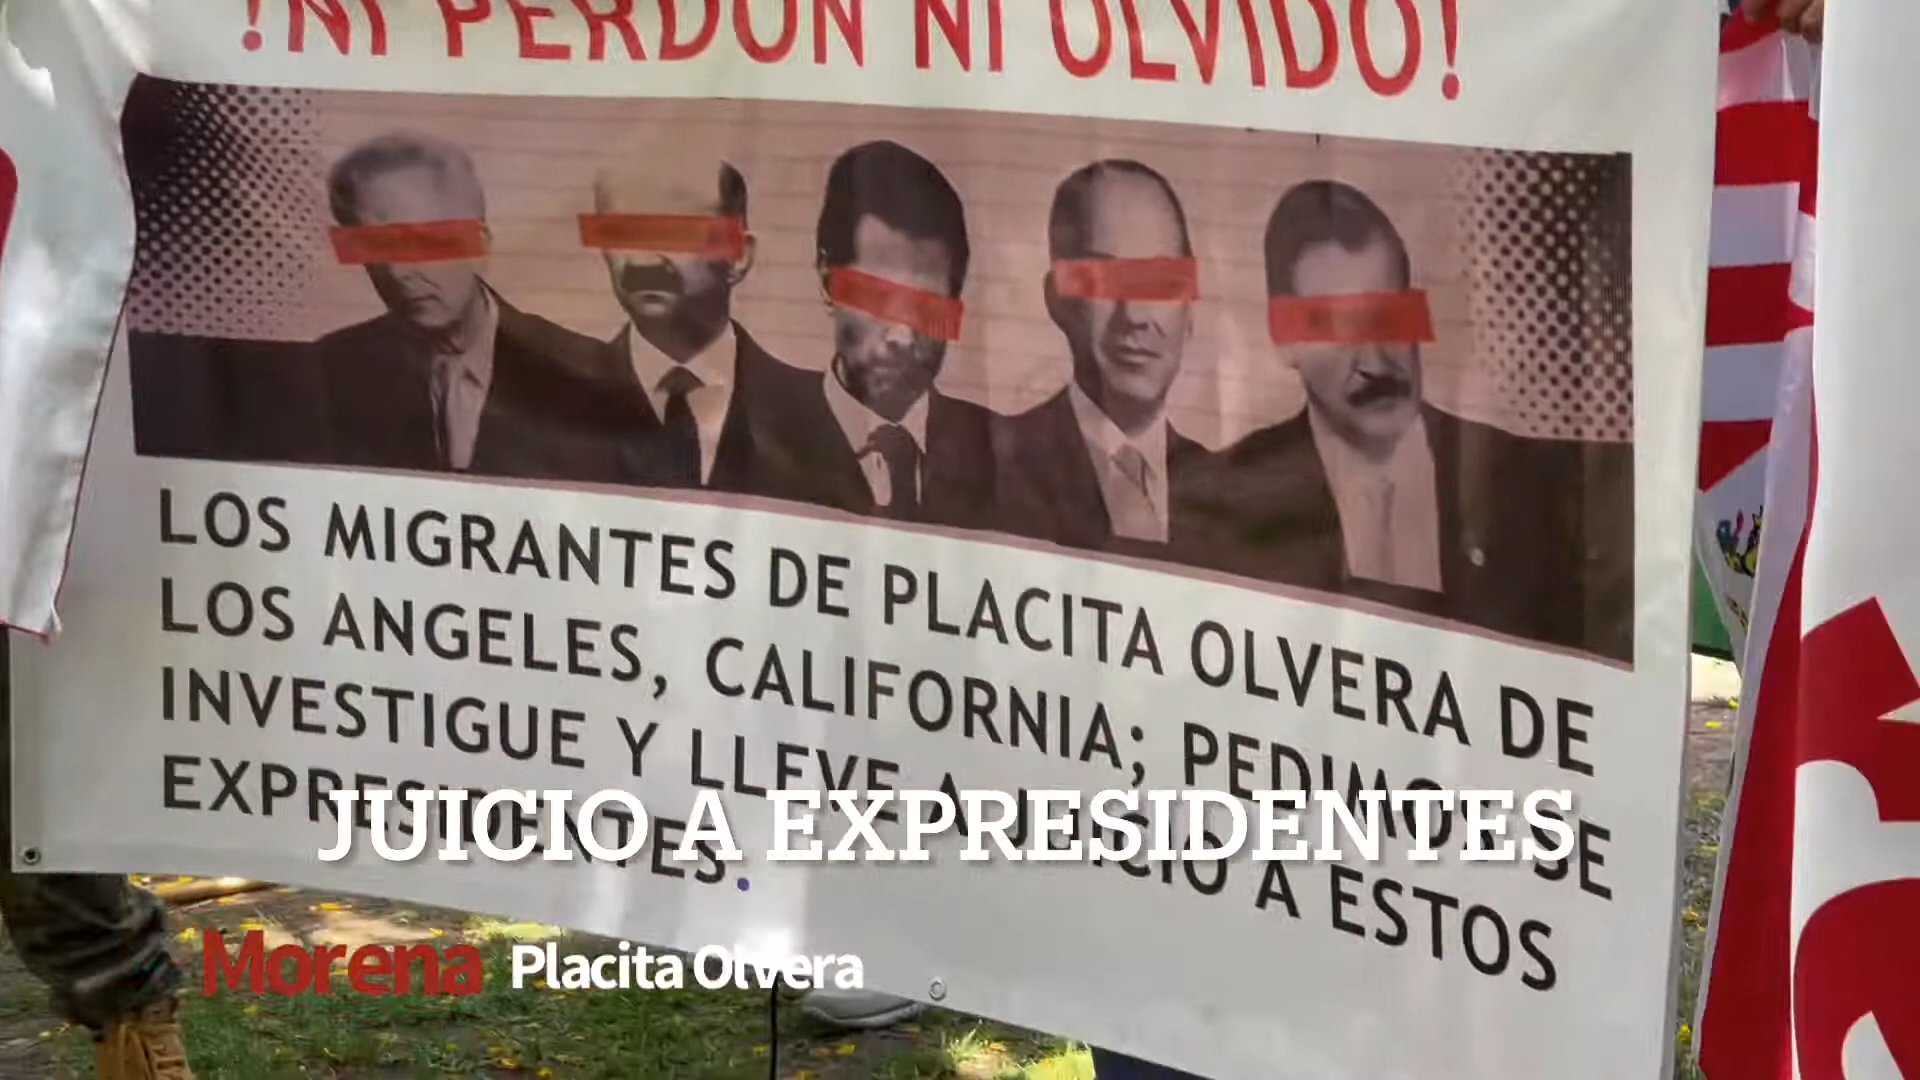 ¡NI PERDON NI OLVIDO!
LOS MIGRANTES DE PLACITA OLVERA DE
LOS ANGELES, CALIFORNIA; PEDIMOS SE
INVESTIGUE Y LLEVE A JUICIO A ESTOS
EXPRESIDENTES.
JUICIO A EXPRESIDENTES
Morena Placita Olvera